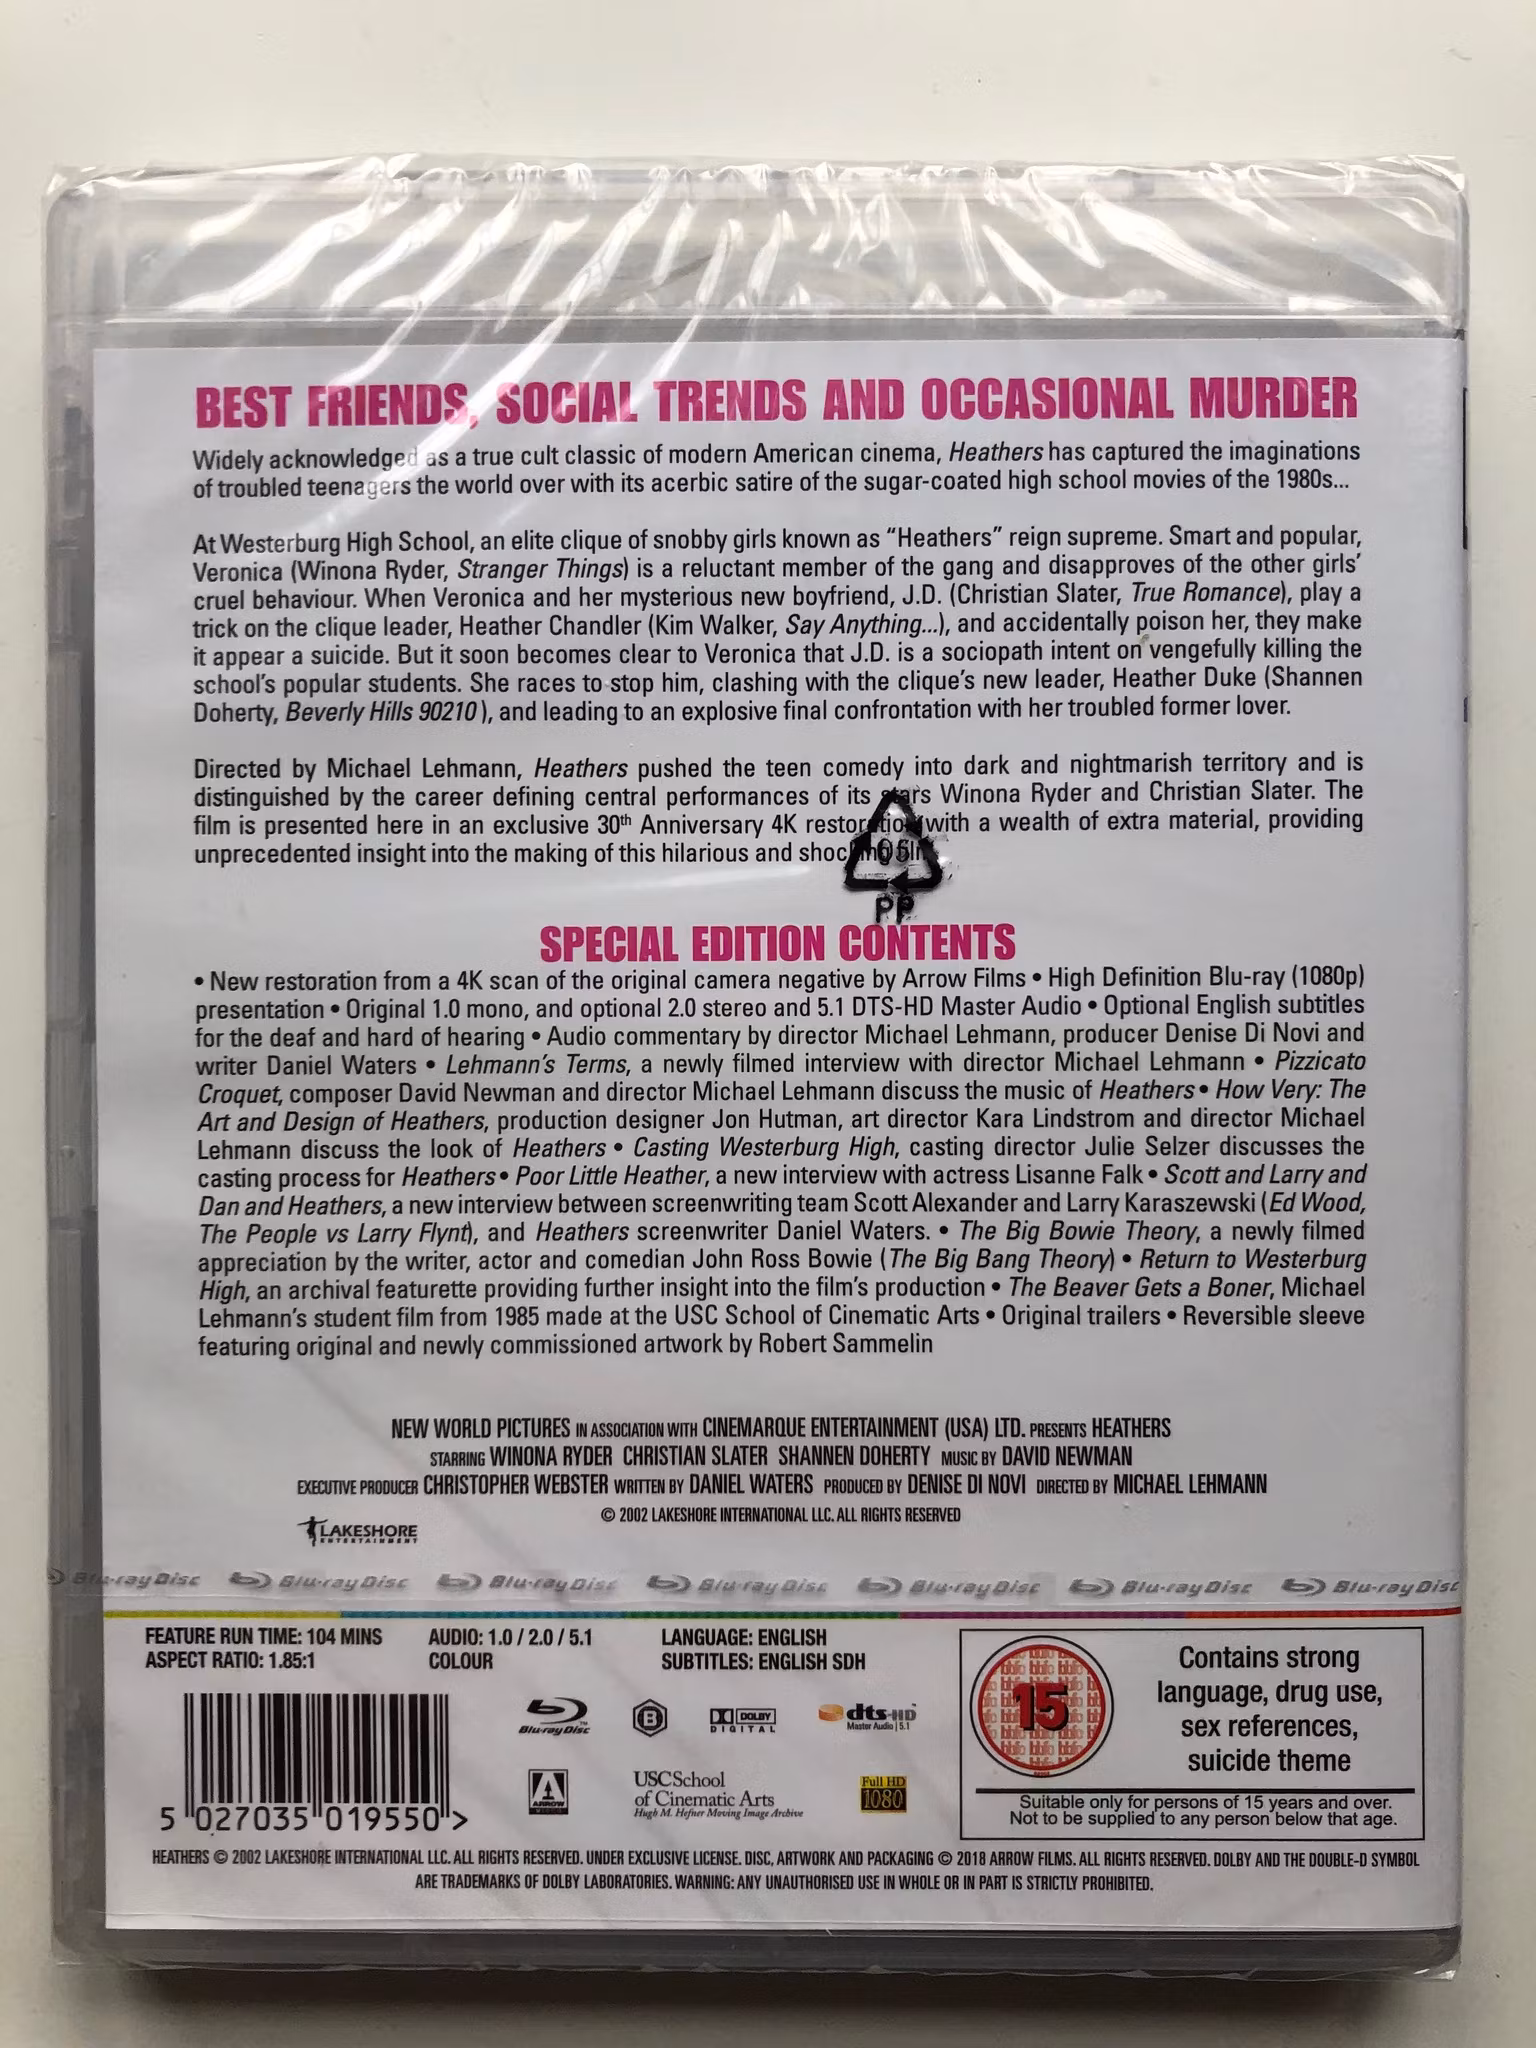 BEST FRIENDS, SOCIAL TRENDS AND OCCASIONAL MURDER
Widely acknowledged as a true cult classic of modern American cinema, Heathers has captured the imaginations
of troubled teenagers the world over with its acerbic satire of the sugar-coated high school movies of the 1980s...
At Westerburg High School, an elite clique of snobby girls known as “Heathers” reign supreme. Smart and popular,
Veronica (Winona Ryder, Stranger Things) is a reluctant member of the gang and disapproves of the other girls’
cruel behaviour. When Veronica and her mysterious new boyfriend, J.D. (Christian Slater, True Romance), play a
trick on the clique leader, Heather Chandler (Kim Walker, Say Anything...), and accidentally poison her, they make
it appear a suicide. But it soon becomes clear to Veronica that J.D. is a sociopath intent on vengefully killing the
school’s popular students. She races to stop him, clashing with the clique’s new leader, Heather Duke (Shannen
Doherty, Beverly Hills 90210), and leading to an explosive final confrontation with her troubled former lover.
Directed by Michael Lehmann, Heathers pushed the teen comedy into dark and nightmarish territory and is
distinguished by the career defining central performances of its stars Winona Ryder and Christian Slater. The
film is presented here in an exclusive 30th Anniversary 4K restoration with a wealth of extra material, providing
unprecedented insight into the making of this hilarious and shocking film.
05
PP
SPECIAL EDITION CONTENTS
• New restoration from a 4K scan of the original camera negative by Arrow Films • High Definition Blu-ray (1080p)
presentation • Original 1.0 mono, and optional 2.0 stereo and 5.1 DTS-HD Master Audio • Optional English subtitles
for the deaf and hard of hearing • Audio commentary by director Michael Lehmann, producer Denise Di Novi and
writer Daniel Waters • Lehmann’s Terms, a newly filmed interview with director Michael Lehmann • Pizzicato
Croquet, composer David Newman and director Michael Lehmann discuss the music of Heathers • How Very: The
Art and Design of Heathers, production designer Jon Hutman, art director Kara Lindstrom and director Michael
Lehmann discuss the look of Heathers • Casting Westerburg High, casting director Julie Selzer discusses the
casting process for Heathers • Poor Little Heather, a new interview with actress Lisanne Falk • Scott and Larry and
Dan and Heathers, a new interview between screenwriting team Scott Alexander and Larry Karaszewski (Ed Wood,
The People vs Larry Flynt), and Heathers screenwriter Daniel Waters. • The Big Bowie Theory, a newly filmed
appreciation by the writer, actor and comedian John Ross Bowie (The Big Bang Theory) • Return to Westerburg
High, an archival featurette providing further insight into the film’s production • The Beaver Gets a Boner, Michael
Lehmann’s student film from 1985 made at the USC School of Cinematic Arts • Original trailers • Reversible sleeve
featuring original and newly commissioned artwork by Robert Sammelin
NEW WORLD PICTURES IN ASSOCIATION WITH CINEMARQUE ENTERTAINMENT (USA) LTD. PRESENTS HEATHERS
STARRING WINONA RYDER CHRISTIAN SLATER SHANNEN DOHERTY MUSIC BY DAVID NEWMAN
EXECUTIVE PRODUCER CHRISTOPHER WEBSTER WRITTEN BY DANIEL WATERS PRODUCED BY DENISE DI NOVI DIRECTED BY MICHAEL LEHMANN
© 2002 LAKESHORE INTERNATIONAL LLC. ALL RIGHTS RESERVED
LAKESHORE
ENTERTAINMENT
Blu-ray Disc Blu-ray Disc Blu-ray Disc Blu-ray Disc Blu-ray Disc Blu-ray Disc Blu-ray Disc
FEATURE RUN TIME: 104 MINS AUDIO: 1.0 / 2.0 / 5.1 LANGUAGE: ENGLISH
ASPECT RATIO: 1.85:1 COLOUR SUBTITLES: ENGLISH SDH
Blu-ray Disc™
B
DOLBY
DIGITAL
dts-HD
Master Audio | 5.1
A
ARROW
VIDEO
USC School
of Cinematic Arts
Hugh M. Hefner Moving Image Archive
Full HD
1080
5 027035 019550 >
bbfc
15
Contains strong
language, drug use,
sex references,
suicide theme
Suitable only for persons of 15 years and over.
Not to be supplied to any person below that age.
HEATHERS © 2002 LAKESHORE INTERNATIONAL LLC. ALL RIGHTS RESERVED. UNDER EXCLUSIVE LICENSE. DISC, ARTWORK AND PACKAGING © 2018 ARROW FILMS. ALL RIGHTS RESERVED. DOLBY AND THE DOUBLE-D SYMBOL
ARE TRADEMARKS OF DOLBY LABORATORIES. WARNING: ANY UNAUTHORISED USE IN WHOLE OR IN PART IS STRICTLY PROHIBITED.